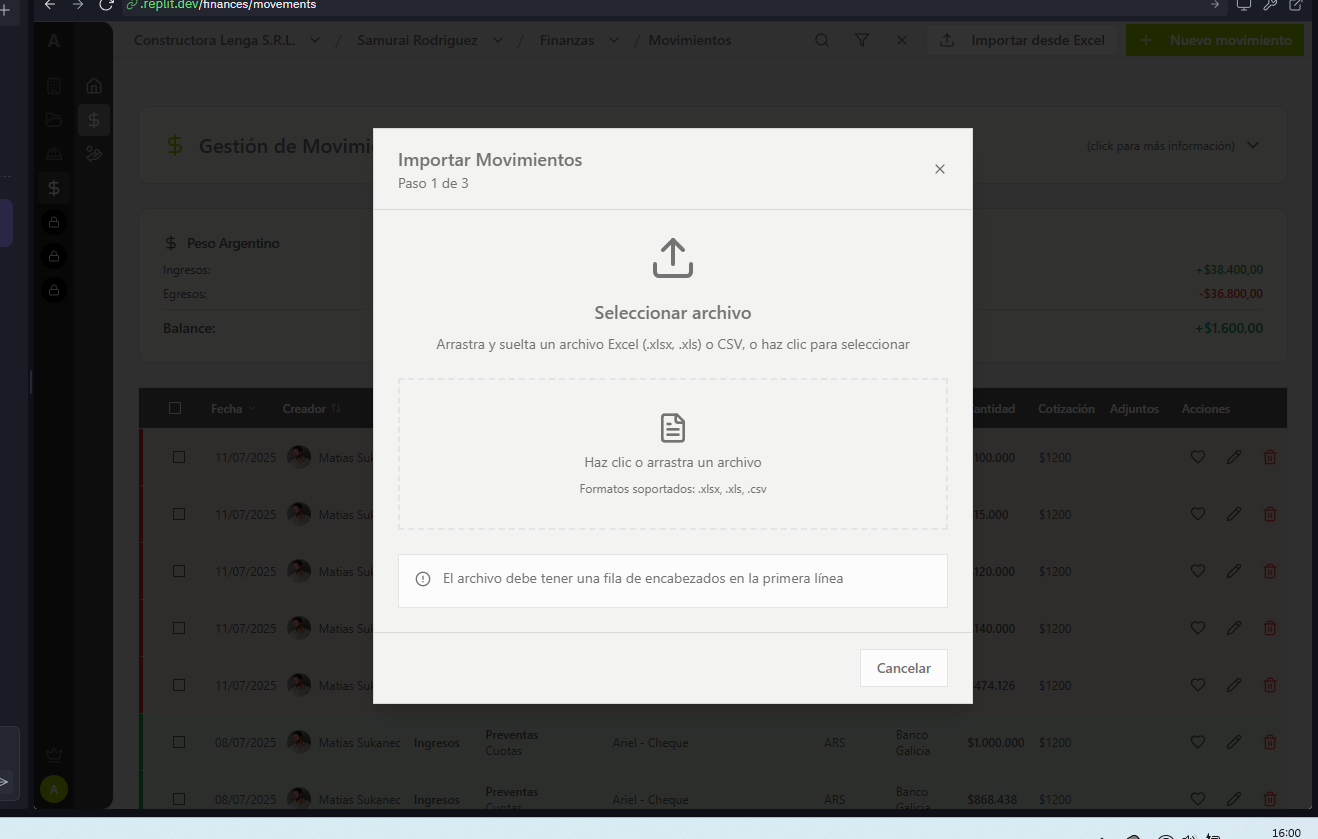 .replit.dev/finances/movements
A
Constructora Lenga S.R.L. / Samurai Rodriguez / Finanzas / Movimientos
Importar desde Excel
+ Nuevo movimiento
$ Gestión de Movimi
(click para más información)
Importar Movimientos
Paso 1 de 3
Seleccionar archivo
Arrastra y suelta un archivo Excel (.xlsx, .xls) o CSV, o haz clic para seleccionar
Haz clic o arrastra un archivo
Formatos soportados: .xlsx, .xls, .csv
El archivo debe tener una fila de encabezados en la primera línea
Cancelar
$ Peso Argentino
Ingresos: +$38.400,00
Egresos: -$36.800,00
Balance: +$1.600,00
Fecha Creador antidad Cotización Adjuntos Acciones
11/07/2025 Matias Suk 100.000 $1200
11/07/2025 Matias Suk 15.000 $1200
11/07/2025 Matias Suk 120.000 $1200
11/07/2025 Matias Suk 140.000 $1200
11/07/2025 Matias Suk 474.126 $1200
08/07/2025 Matias Sukanec Ingresos Preventas Cuotas Ariel - Cheque ARS Banco Galicia $1.000.000 $1200
08/07/2025 Matias Sukanec Ingresos Preventas Cuotas Ariel - Cheque ARS Banco Galicia $868.438 $1200
A
16:00